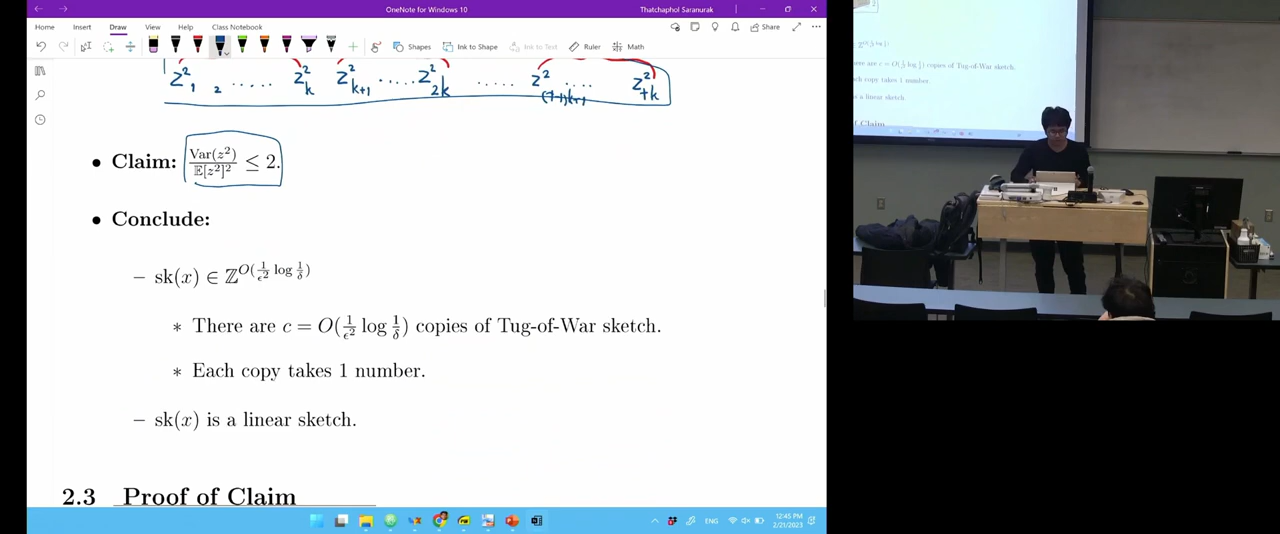 OneNote for Windows 10
Thatchaphol Saranurak
Home Insert Draw View Help Class Notebook
Share
Shapes Ink to Shape Ink to Text Ruler Math
z²₁ ₂ ..... z²ₖ z²ₖ₊₁ ..... z²₂ₖ ..... z² ....
• Claim: Var(z²)/𝔼[z²]² ≤ 2.
• Conclude:
– sk(x) ∈ ℤ^O(1/ϵ² log 1/δ)
∗ There are c = O(1/ϵ² log 1/δ) copies of Tug-of-War sketch.
∗ Each copy takes 1 number.
– sk(x) is a linear sketch.
2.3 Proof of Claim
ENG
12:45 PM
2/21/2023